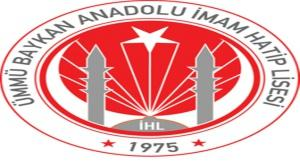 ÜMMÜ BAYKAN ANADOLU İMAM HATİP LİSESİ
İHL
1975